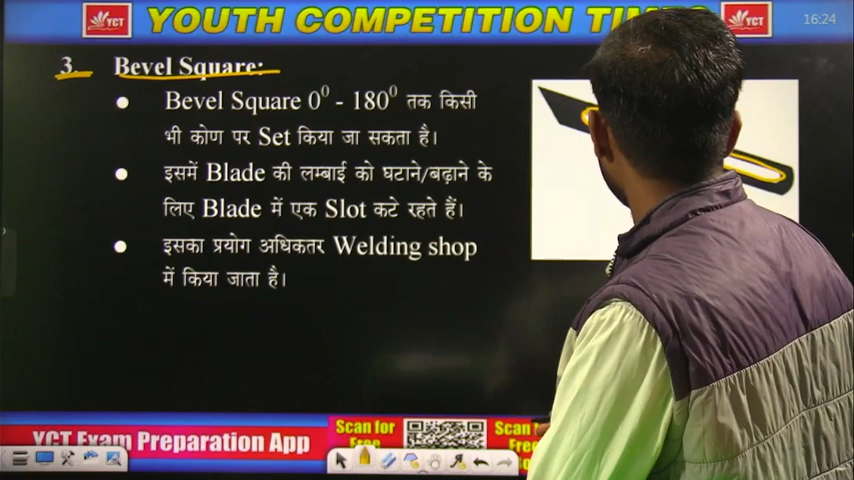 YCT
YOUTH COMPETITION
YCT
16:24
3. Bevel Square:
● Bevel Square 0⁰ - 180⁰ तक किसी
भी कोण पर Set किया जा सकता है।
● इसमें Blade की लम्बाई को घटाने/बढ़ाने के
लिए Blade में एक Slot कटे रहते हैं।
● इसका प्रयोग अधिकतर Welding shop
में किया जाता है।
YCT Exam Preparation App
Scan for
Free